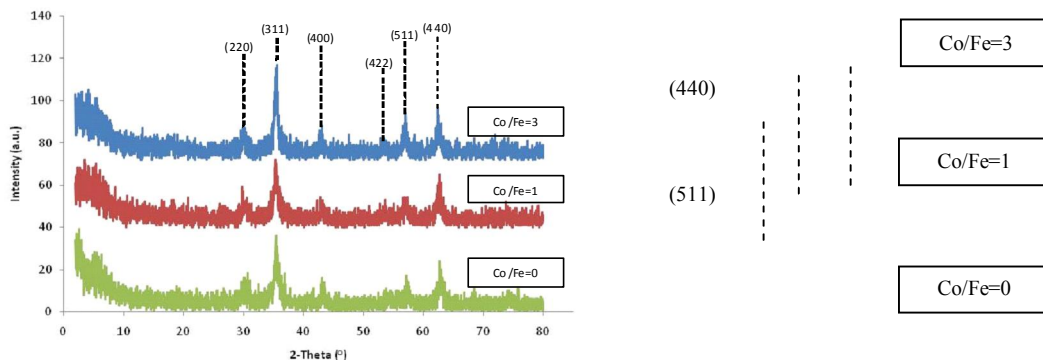 140
120
100
80
60
40
20
0
Intensity (a.u.)
(220)
(311)
(400)
(422)
(511)
(440)
Co/Fe=3
Co/Fe=1
Co/Fe=0
0 10 20 30 40 50 60 70 80
2-Theta (°)
(440)
(511)
Co/Fe=3
Co/Fe=1
Co/Fe=0